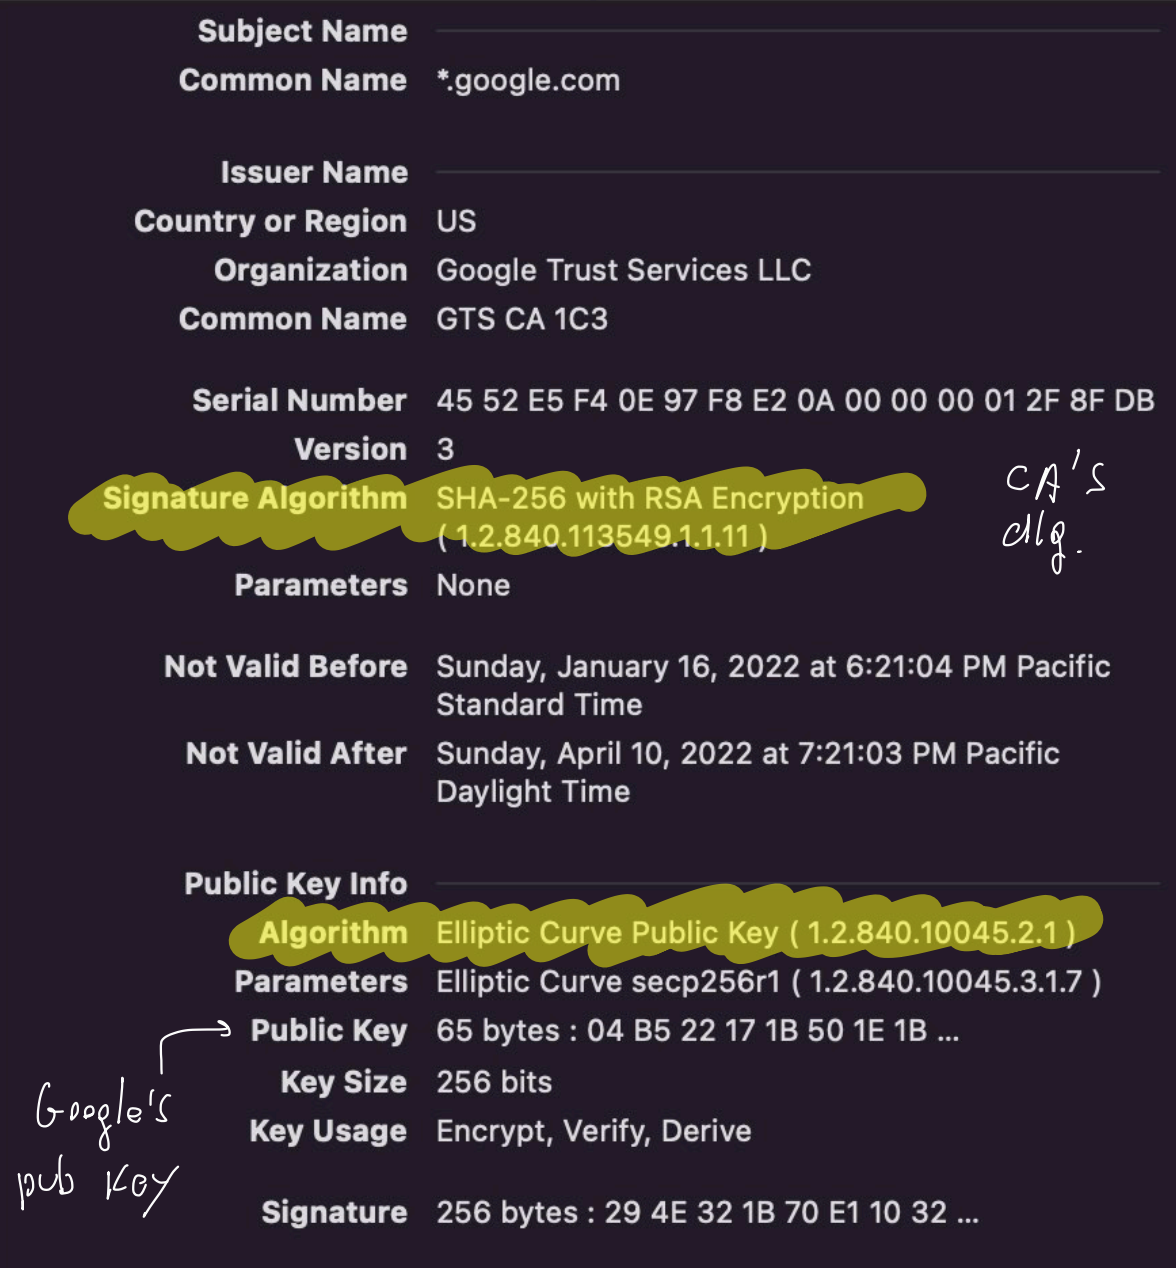 Subject Name
Common Name *.google.com
Issuer Name
Country or Region US
Organization Google Trust Services LLC
Common Name GTS CA 1C3
Serial Number 45 52 E5 F4 0E 97 F8 E2 0A 00 00 00 01 2F 8F DB
Version 3
Signature Algorithm SHA-256 with RSA Encryption
( 1.2.840.113549.1.1.11 )
CA's
alg.
Parameters None
Not Valid Before Sunday, January 16, 2022 at 6:21:04 PM Pacific
Standard Time
Not Valid After Sunday, April 10, 2022 at 7:21:03 PM Pacific
Daylight Time
Public Key Info
Algorithm Elliptic Curve Public Key ( 1.2.840.10045.2.1 )
Parameters Elliptic Curve secp256r1 ( 1.2.840.10045.3.1.7 )
Public Key 65 bytes : 04 B5 22 17 1B 50 1E 1B ...
Key Size 256 bits
Key Usage Encrypt, Verify, Derive
Google's
pub key
Signature 256 bytes : 29 4E 32 1B 70 E1 10 32 ...